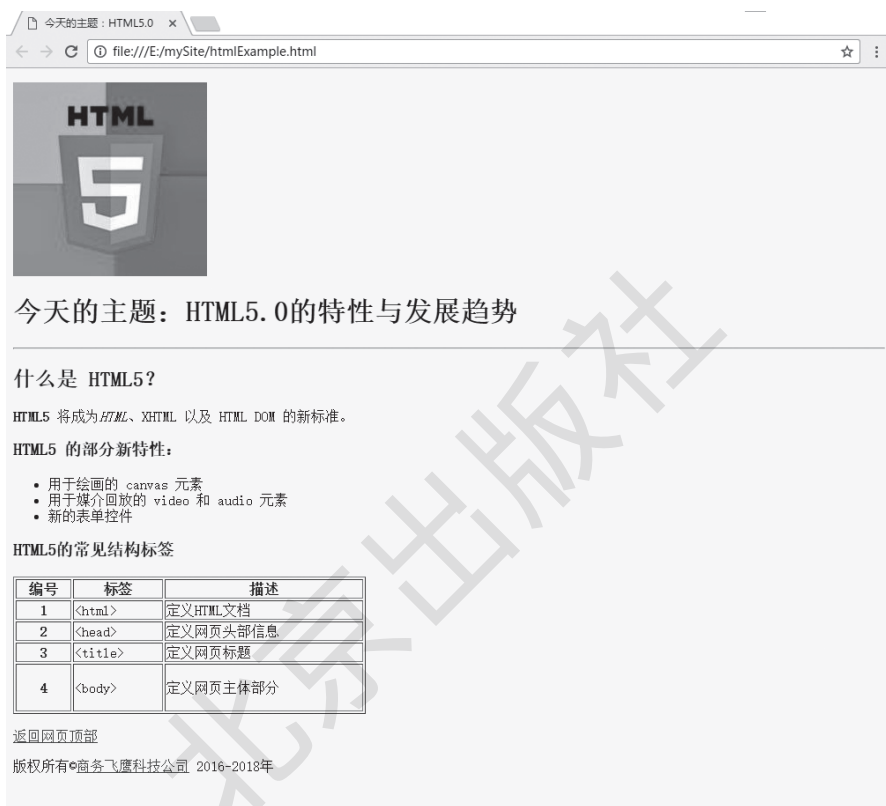 今天的主题：HTML5.0
file:///E:/mySite/htmlExample.html
HTML
5
今天的主题：HTML5.0的特性与发展趋势
什么是 HTML5？
HTML5 将成为HTML、XHTML 以及 HTML DOM 的新标准。
HTML5 的部分新特性：
用于绘画的 canvas 元素
用于媒介回放的 video 和 audio 元素
新的表单控件
HTML5的常见结构标签
编号 标签 描述
1 <html> 定义HTML文档
2 <head> 定义网页头部信息
3 <title> 定义网页标题
4 <body> 定义网页主体部分
返回网页顶部
版权所有©商务飞鹰科技公司 2016-2018年
北京出版社